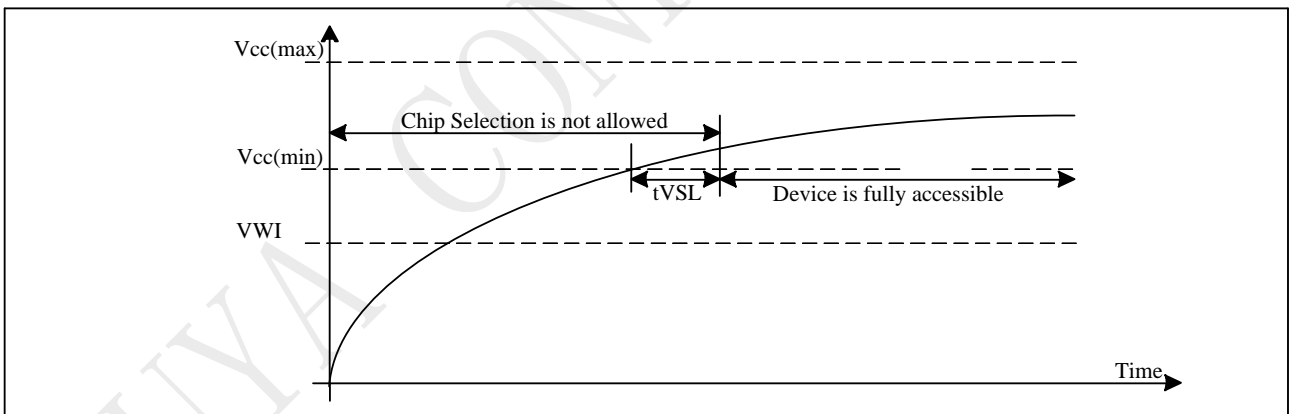 Vcc(max)
Chip Selection is not allowed
Vcc(min)
tVSL
Device is fully accessible
VWI
Time